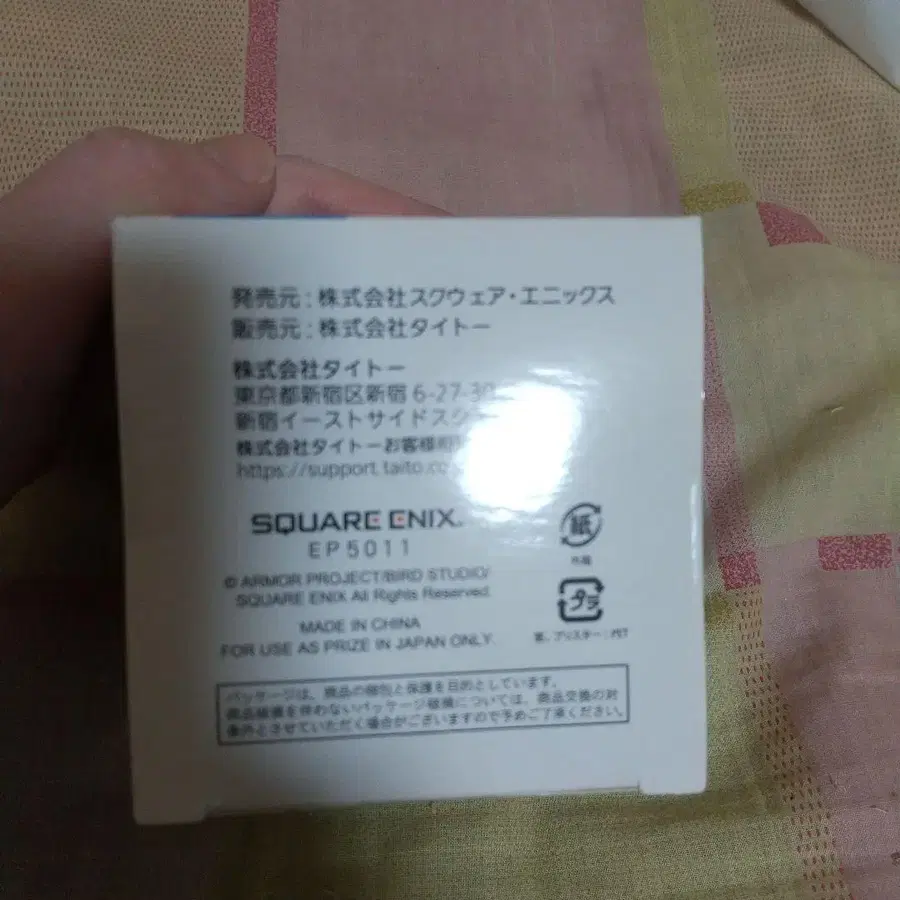 発売元:株式会社スクウェア・エニックス
販売元:株式会社タイトー
株式会社タイトー
東京都新宿区新宿 6-27-30
新宿イーストサイドスク
株式会社タイトーお客様相
https://support.taito.co
SQUARE ENIX.
EP5011
© ARMOR PROJECT/BIRD STUDIO/
SQUARE ENIX All Rights Reserved.
MADE IN CHINA
FOR USE AS PRIZE IN JAPAN ONLY.
紙
外箱
プラ
袋、ブリスター:PET
パッケージは、商品の梱包と保護を目的としています。
商品破損を伴わないパッケージ破損については、商品交換の対
象外とさせていただく場合がございますので予めご了承ください。